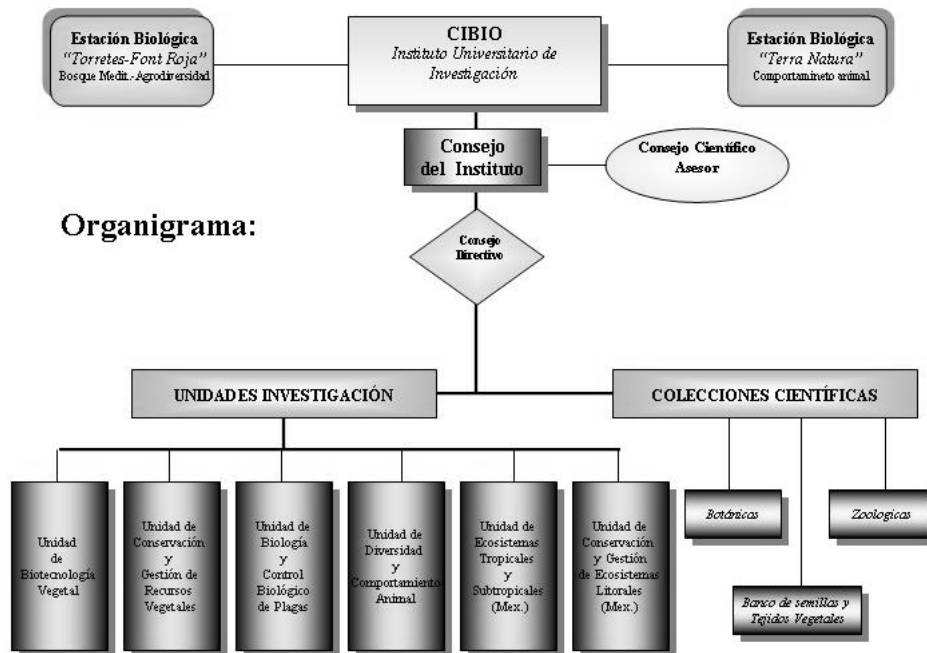 Estación Biológica
"Torretes-Font Roja"
Bosque Medit.-Agrodiversidad
CIBIO
Instituto Universitario de
Investigación
Estación Biológica
"Terra Natura"
Comportamineto animal
Consejo
del Instituto
Consejo Científico
Asesor
Organigrama:
Consejo
Directivo
UNIDADES INVESTIGACIÓN
COLECCIONES CIENTÍFICAS
Unidad
de
Biotecnología
Vegetal
Unidad de
Conservación
y
Gestión de
Recursos
Vegetales
Unidad de
Biología
y
Control
Biológico
de Plagas
Unidad de
Diversidad
y
Comportamiento
Animal
Unidad de
Ecosistemas
Tropicales
y
Subtropicales
(Mex.)
Unidad de
Conservación
y Gestión
de Ecosistemas
Litorales
(Mex.)
Botánicas
Zoologicas
Banco de semillas y
Tejidos Vegetales